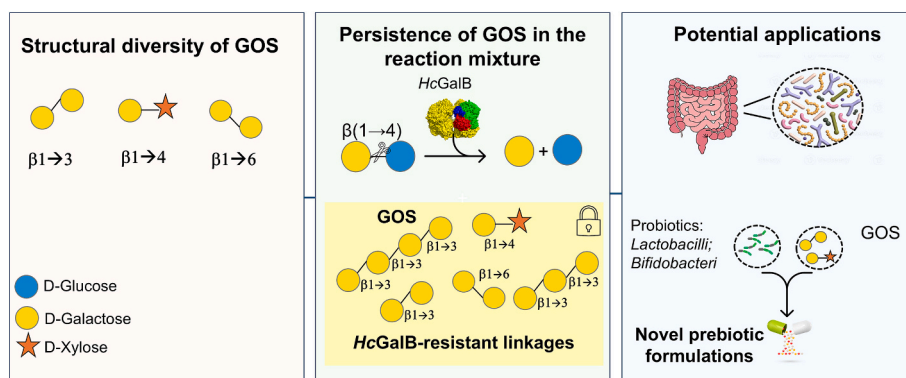 Structural diversity of GOS
β1→3
β1→4
β1→6
D-Glucose
D-Galactose
D-Xylose
Persistence of GOS in the
reaction mixture
HcGalB
β(1→4)
+
GOS
β1→3
β1→3
β1→3
β1→4
β1→3
β1→6
β1→3
β1→3
HcGalB-resistant linkages
Potential applications
Probiotics:
Lactobacilli;
Bifidobacteri
GOS
Novel prebiotic
formulations